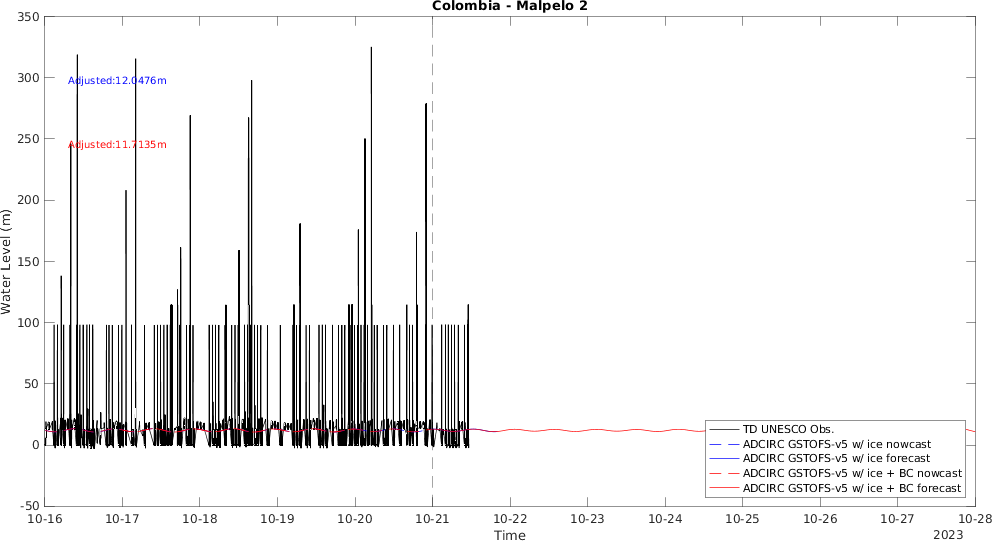 Colombia - Malpelo 2
350
300
250
200
150
100
50
0
-50
Water Level (m)
Adjusted:12.0476m
Adjusted:11.7135m
TD UNESCO Obs.
ADCIRC GSTOFS-v5 w/ ice nowcast
ADCIRC GSTOFS-v5 w/ ice forecast
ADCIRC GSTOFS-v5 w/ ice + BC nowcast
ADCIRC GSTOFS-v5 w/ ice + BC forecast
10-16 10-17 10-18 10-19 10-20 10-21 10-22 10-23 10-24 10-25 10-26 10-27 10-28
Time
2023